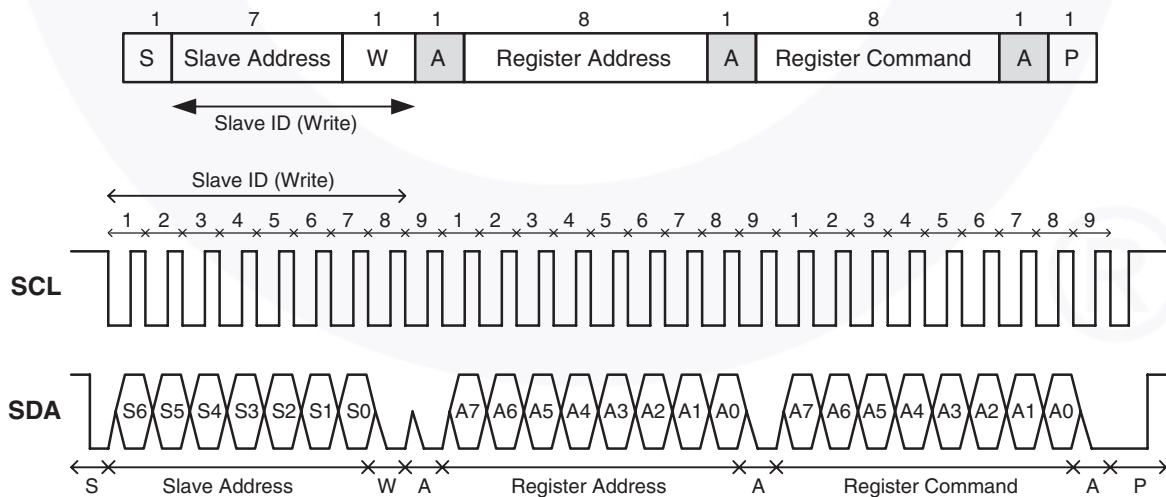 1 7 1 1 8 1 8 1 1
S Slave Address W A Register Address A Register Command A P
Slave ID (Write)
Slave ID (Write)
1 2 3 4 5 6 7 8 9 1 2 3 4 5 6 7 8 9 1 2 3 4 5 6 7 8 9
SCL
SDA S6 S5 S4 S3 S2 S1 S0 A7 A6 A5 A4 A3 A2 A1 A0 A7 A6 A5 A4 A3 A2 A1 A0
S Slave Address W A Register Address A Register Command A P
®